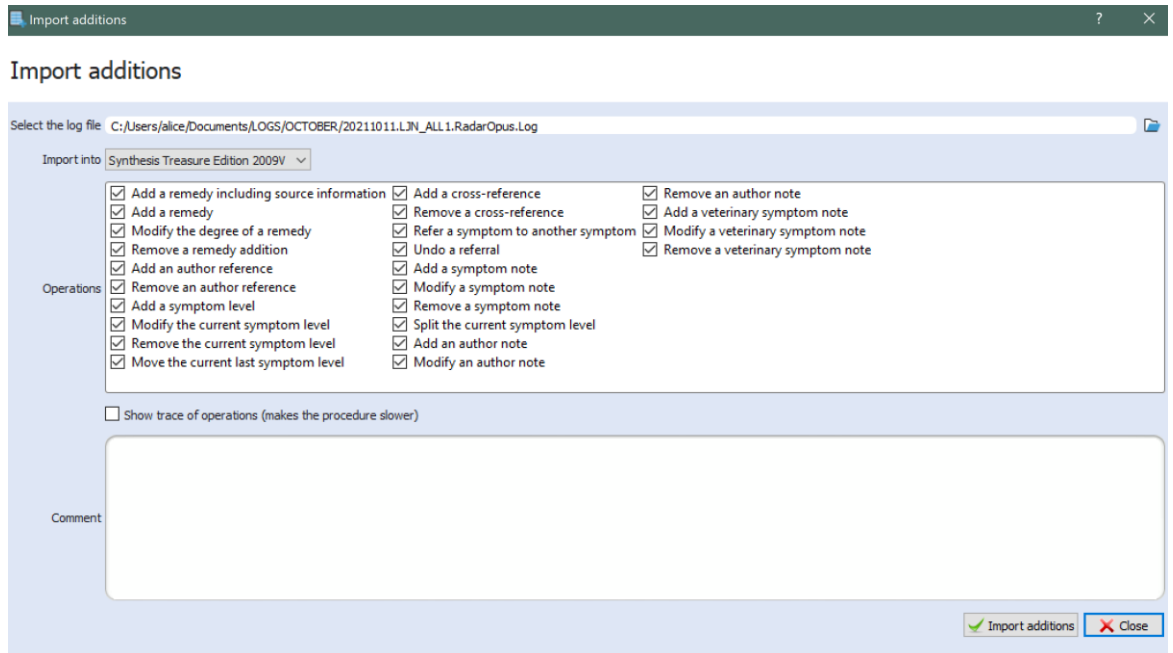 Import additions
?
Import additions
Select the log file C:/Users/alice/Documents/LOGS/OCTOBER/20211011.LJN_ALL1.RadarOpus.Log
Import into Synthesis Treasure Edition 2009V
Add a remedy including source information Add a cross-reference Remove an author note
Add a remedy Remove a cross-reference Add a veterinary symptom note
Modify the degree of a remedy Refer a symptom to another symptom Modify a veterinary symptom note
Remove a remedy addition Undo a referral Remove a veterinary symptom note
Add an author reference Add a symptom note
Operations Remove an author reference Modify a symptom note
Add a symptom level Remove a symptom note
Modify the current symptom level Split the current symptom level
Remove the current symptom level Add an author note
Move the current last symptom level Modify an author note
Show trace of operations (makes the procedure slower)
Comment
Import additions Close